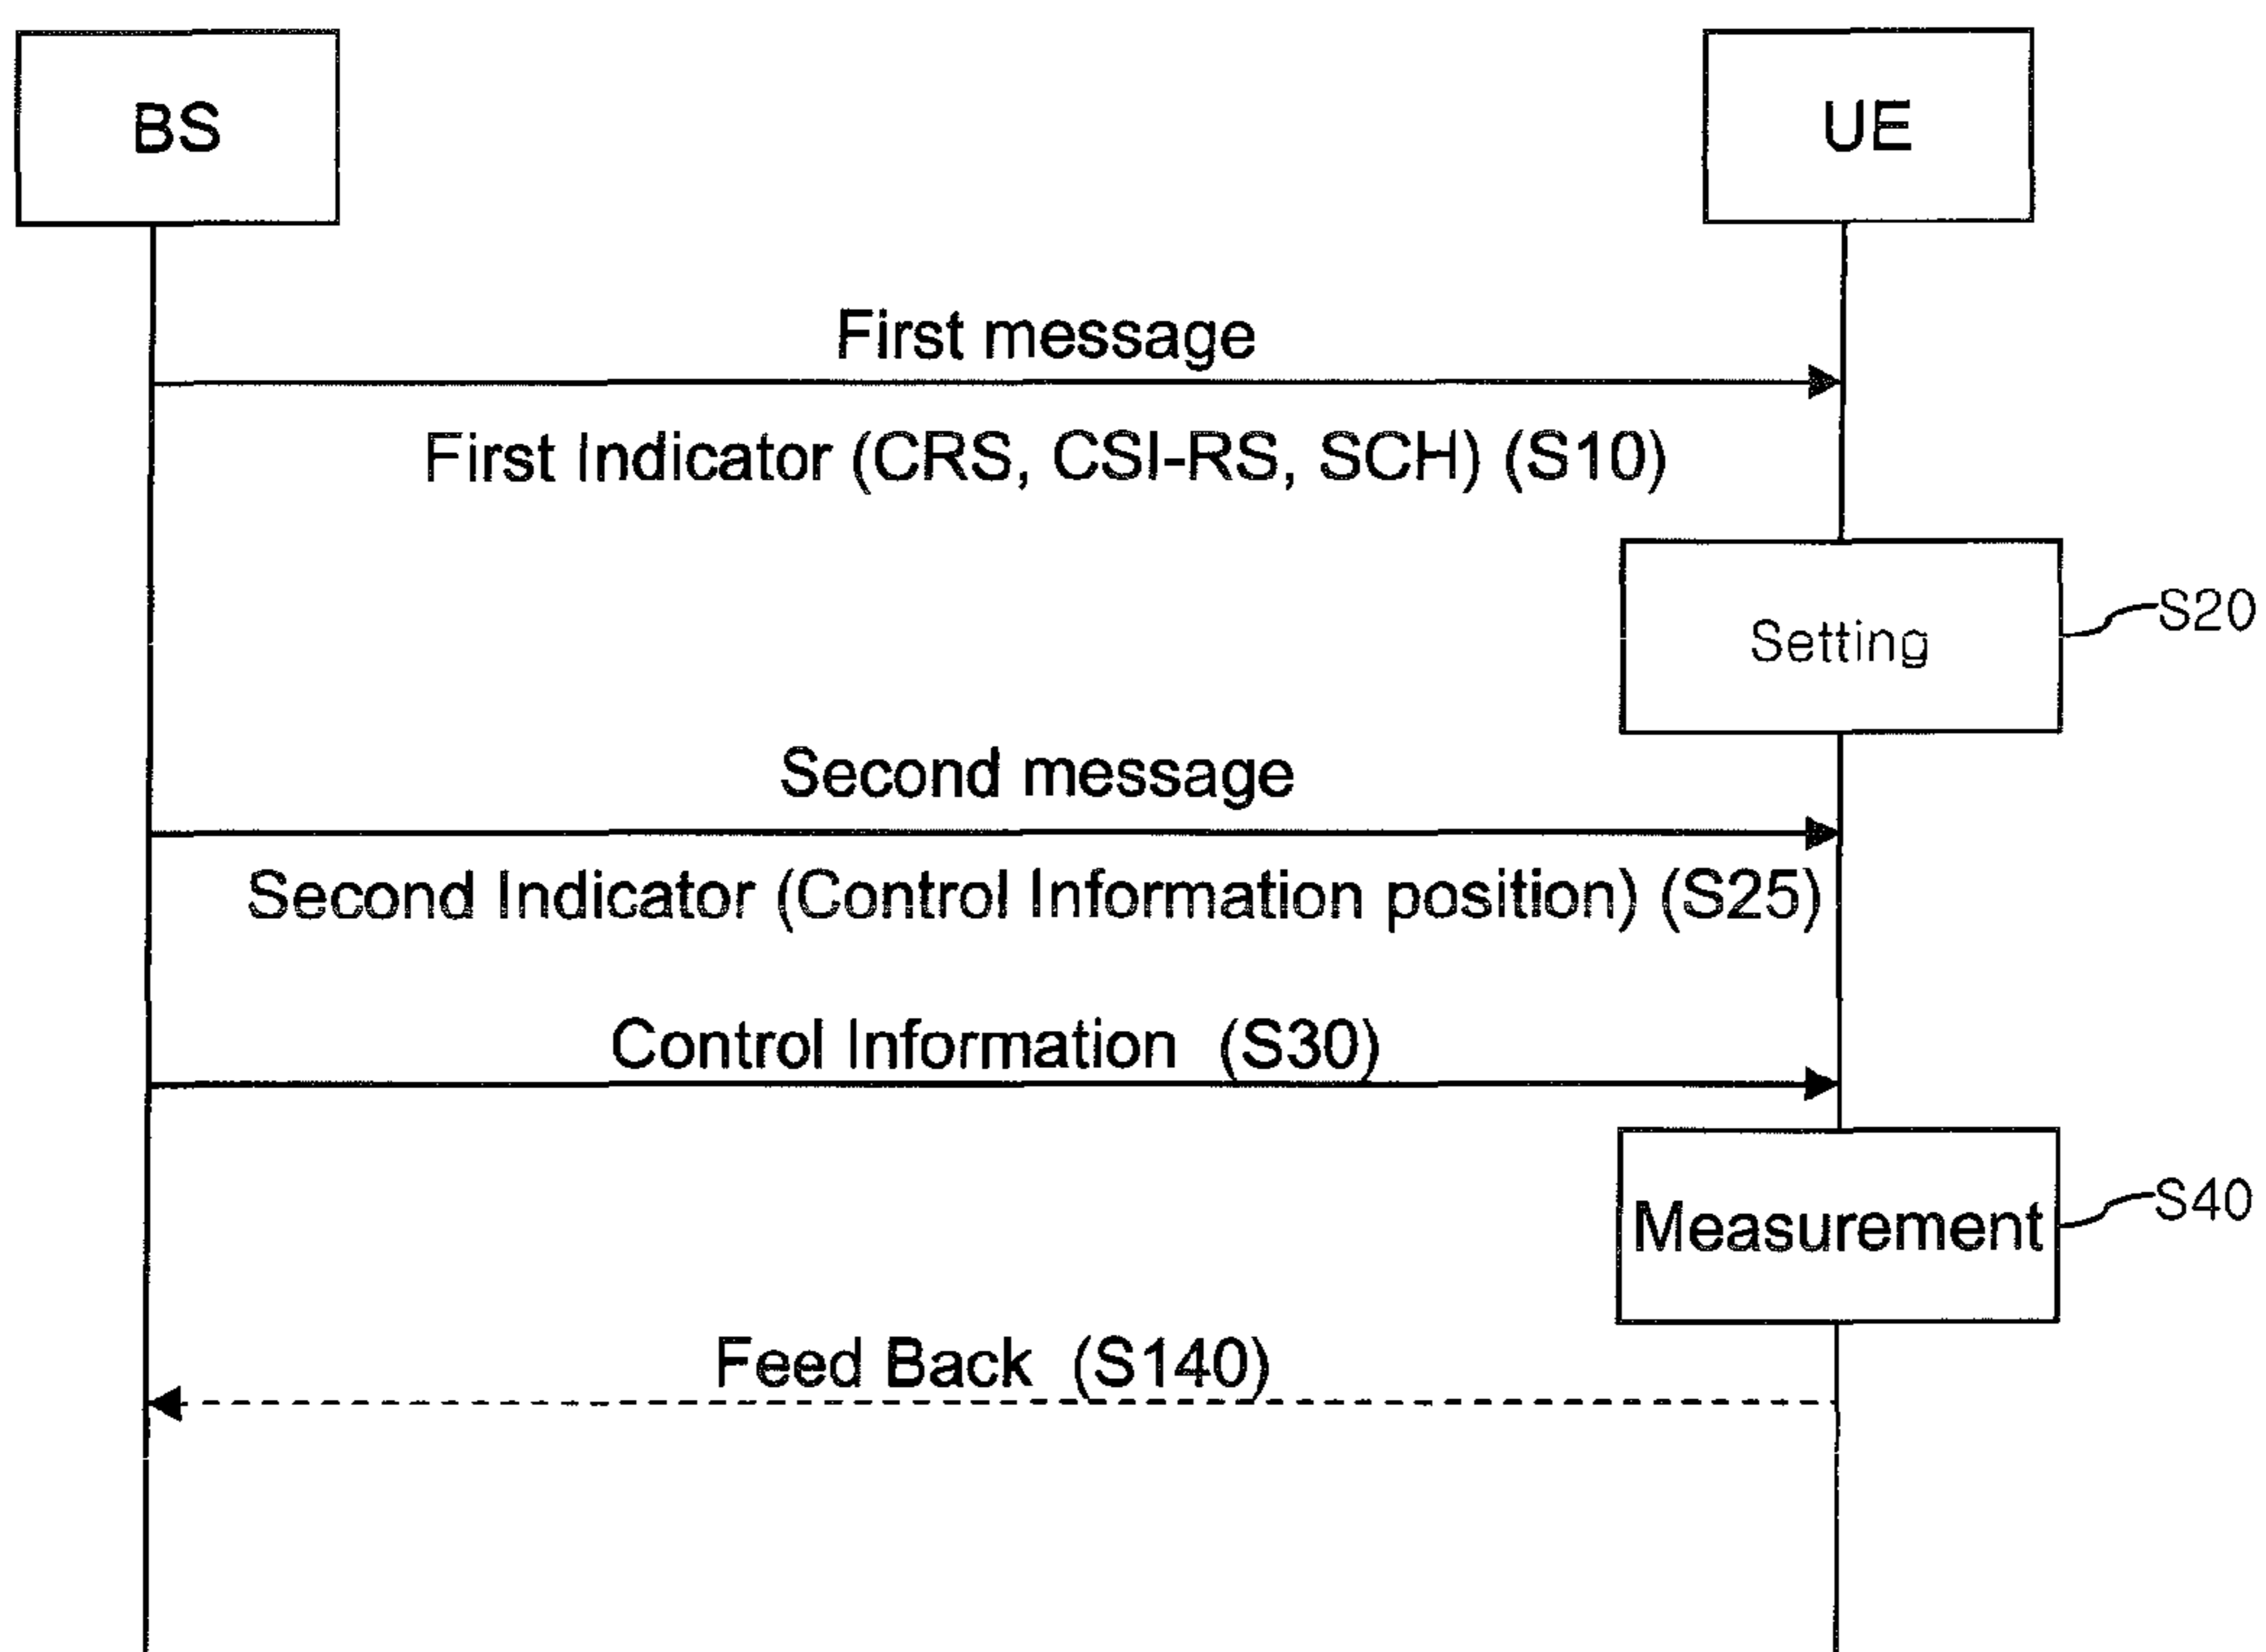 BS
UE
First message
First Indicator (CRS, CSI-RS, SCH) (S10)
Setting
S20
Second message
Second Indicator (Control Information position) (S25)
Control Information (S30)
Measurement
S40
Feed Back (S140)